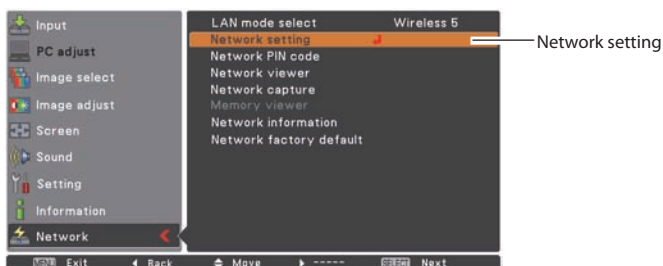 Input
PC adjust
Image select
Image adjust
Screen
Sound
Setting
Information
Network
LAN mode select Wireless 5
Network setting
Network PIN code
Network viewer
Network capture
Memory viewer
Network information
Network factory default
Network setting
MENU Exit Back Move ----- SELECT Next